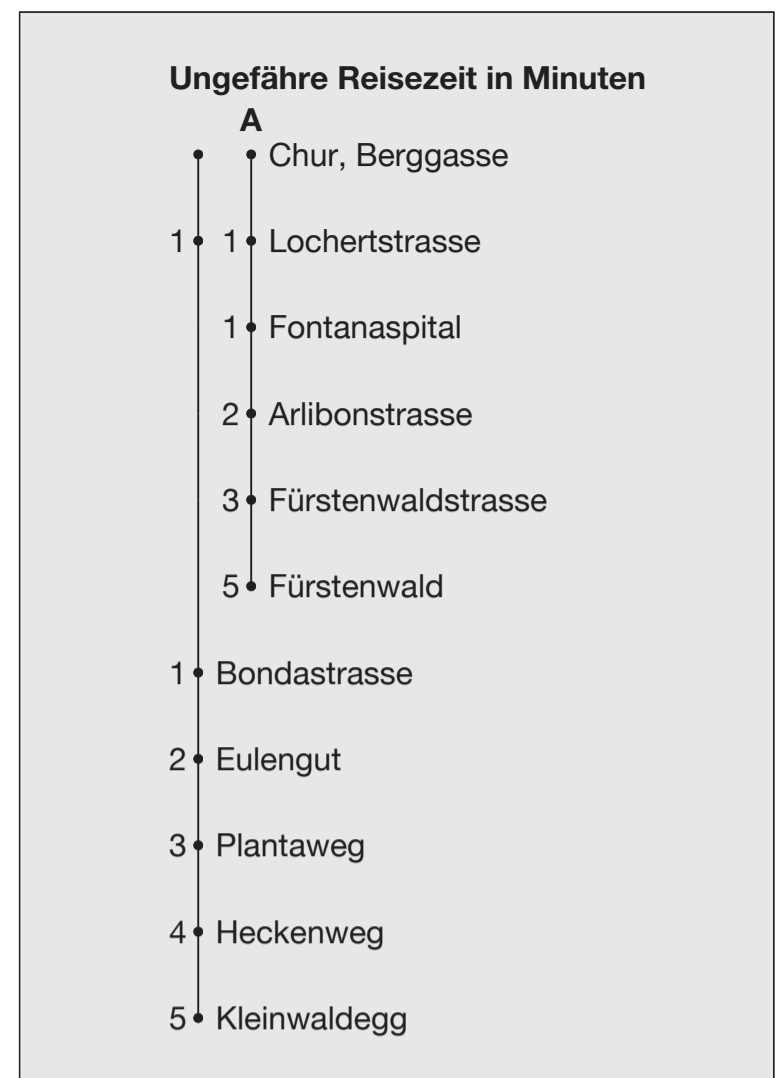 Ungefähre Reisezeit in Minuten
A
Chur, Berggasse
1 1 Lochertstrasse
1 Fontanaspital
2 Arlibonstrasse
3 Fürstenwaldstrasse
5 Fürstenwald
1 Bondastrasse
2 Eulengut
3 Plantaweg
4 Heckenweg
5 Kleinwaldegg